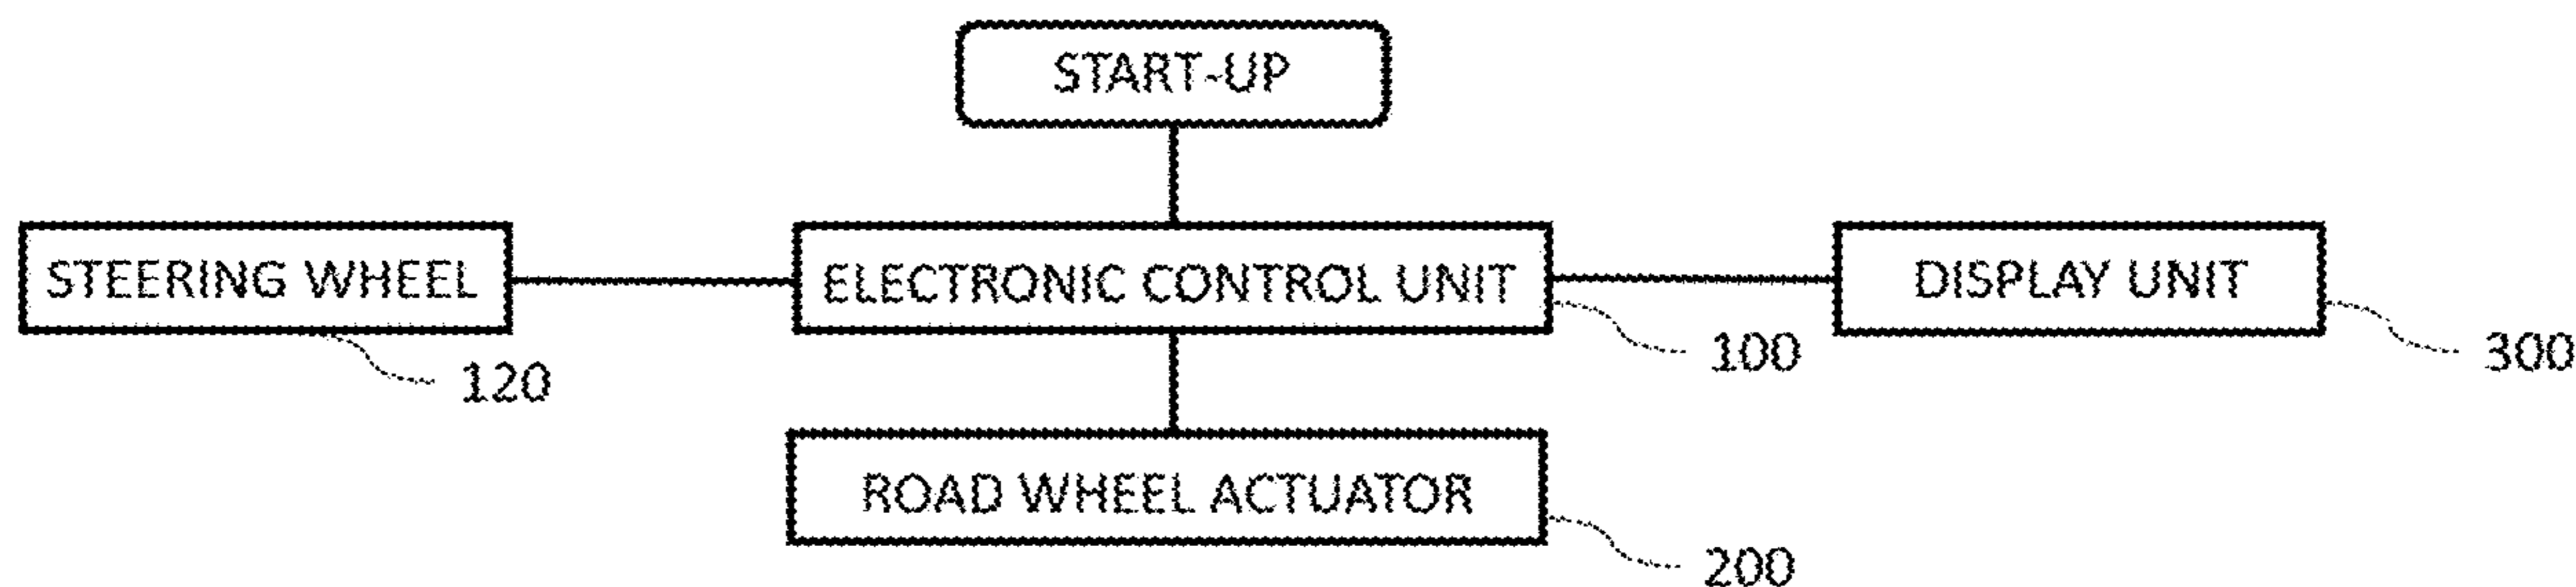 START-UP
STEERING WHEEL
ELECTRONIC CONTROL UNIT
DISPLAY UNIT
120
100
300
ROAD WHEEL ACTUATOR
200